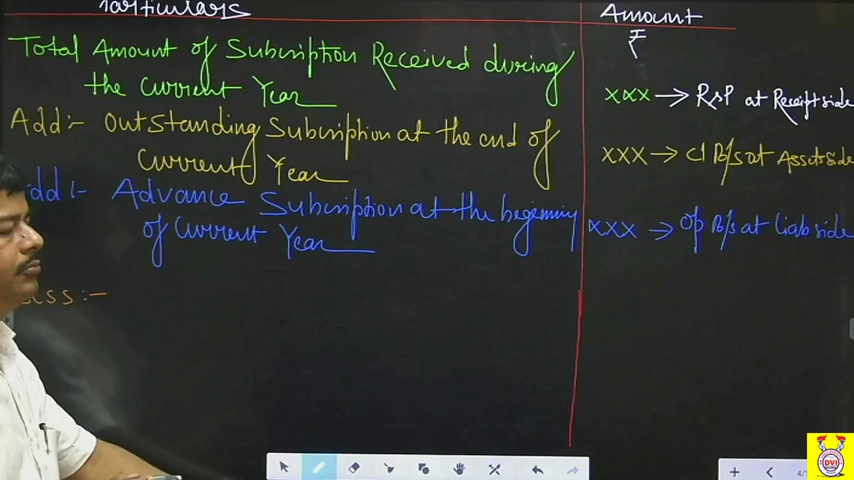 Particulars
Amount
₹
Total Amount of Subscription Received during
the current Year
xxx → R&P at Receipt side
Add:- Outstanding Subscription at the end of
current Year
xxx → Cl B/S at Assets side
Add:- Advance Subscription at the beginning
of current Year
xxx → Op B/S at Liab side
Less:-
DVI